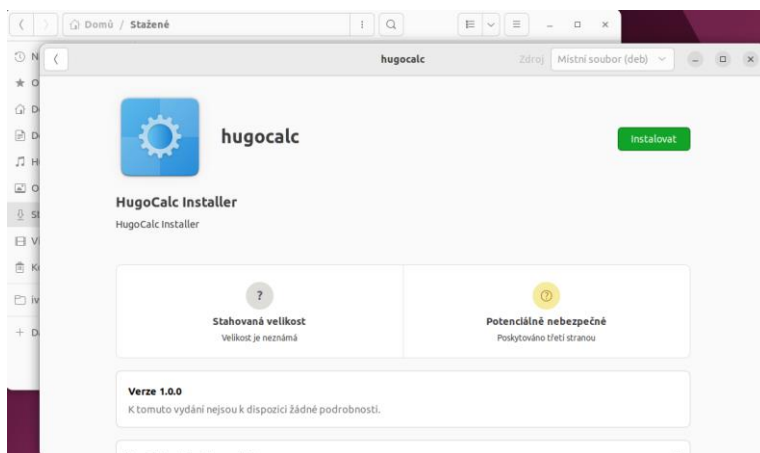 Domů / Stažené
hugocalc
Zdroj Místní soubor (deb)
hugocalc
Instalovat
HugoCalc Installer
HugoCalc Installer
?
Stahovaná velikost
Velikost je neznámá
?
Potenciálně nebezpečné
Poskytováno třetí stranou
Verze 1.0.0
K tomuto vydání nejsou k dispozici žádné podrobnosti.